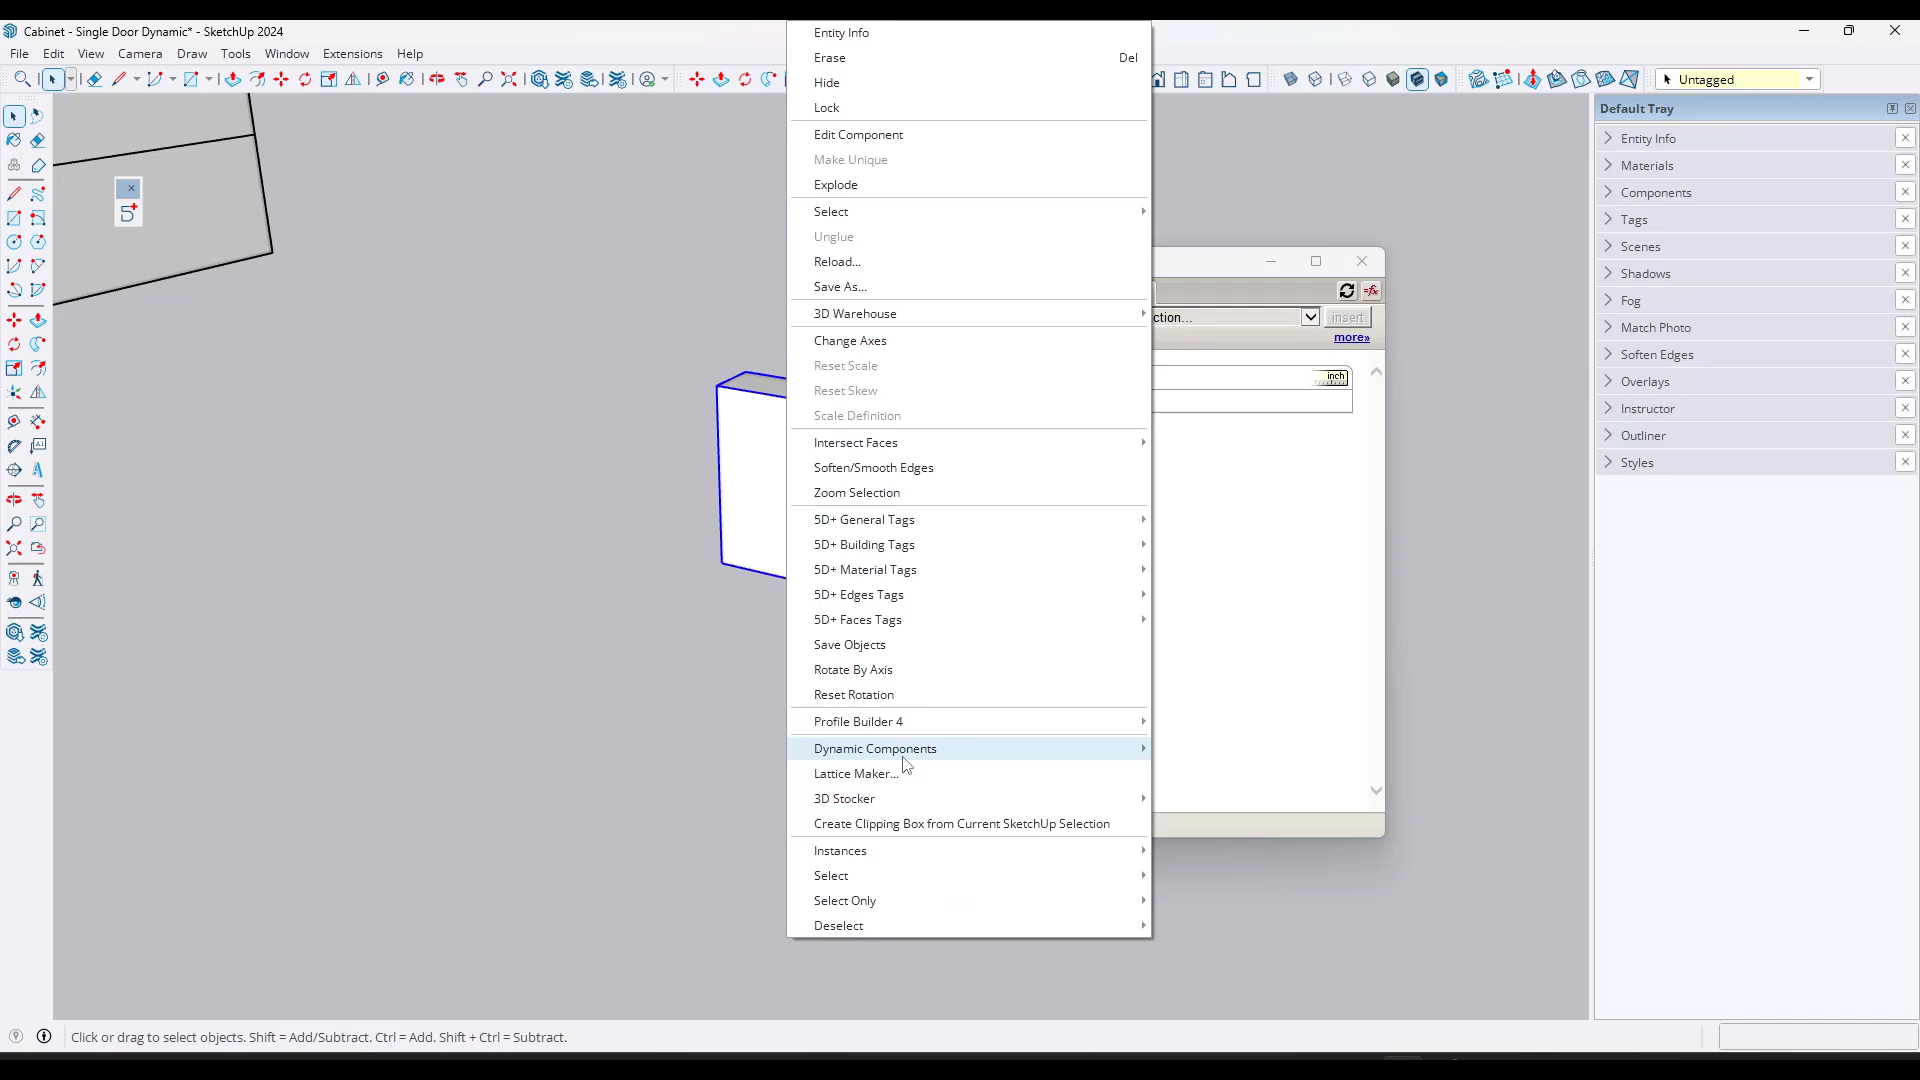 Cabinet - Single Door Dynamic* - SketchUp 2024
File Edit View Camera Draw Tools Window Extensions Help
Untagged
Default Tray
Entity Info
Materials
Components
Tags
Scenes
Shadows
Fog
Match Photo
Soften Edges
Overlays
Instructor
Outliner
Styles
Entity Info
Erase Del
Hide
Lock
Edit Component
Make Unique
Explode
Select
Unglue
Reload...
Save As...
3D Warehouse
Change Axes
Reset Scale
Reset Skew
Scale Definition
Intersect Faces
Soften/Smooth Edges
Zoom Selection
5D+ General Tags
5D+ Building Tags
5D+ Material Tags
5D+ Edges Tags
5D+ Faces Tags
Save Objects
Rotate By Axis
Reset Rotation
Profile Builder 4
Dynamic Components
Lattice Maker...
3D Stocker
Create Clipping Box from Current SketchUp Selection
Instances
Select
Select Only
Deselect
=fx
ction...
insert
more»
inch
5+
Click or drag to select objects. Shift = Add/Subtract. Ctrl = Add. Shift + Ctrl = Subtract.